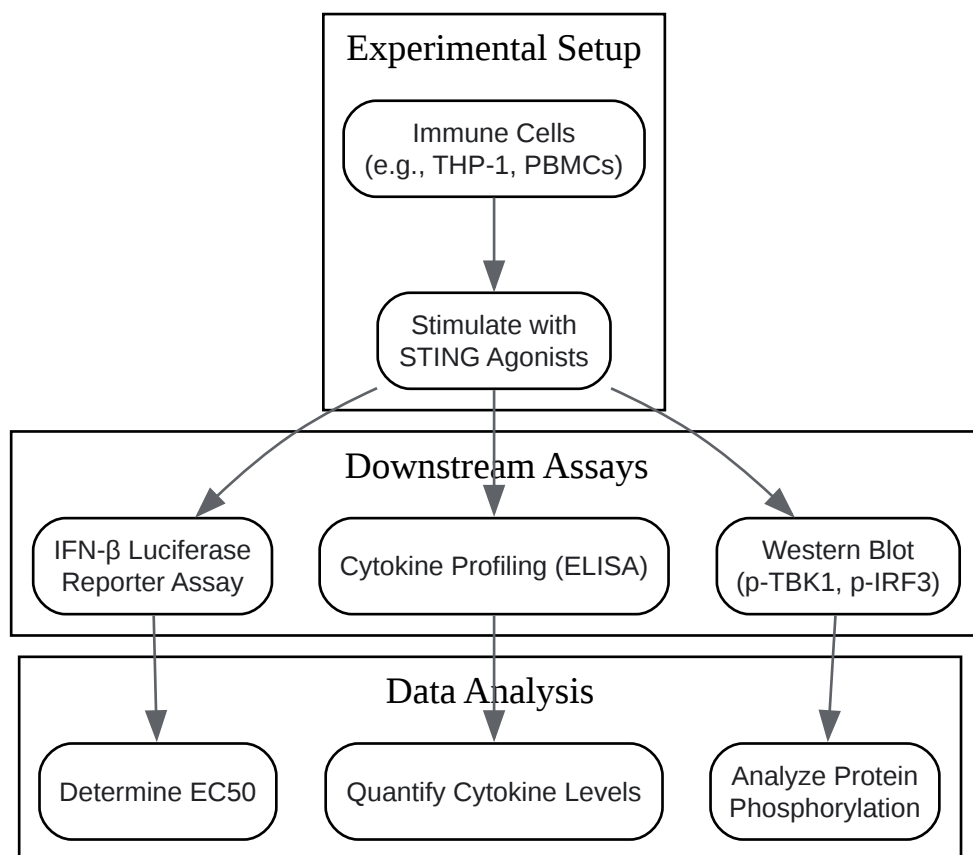 Experimental Setup
Immune Cells
(e.g., THP-1, PBMCs)
Stimulate with
STING Agonists
Downstream Assays
IFN-β Luciferase
Reporter Assay
Cytokine Profiling (ELISA)
Western Blot
(p-TBK1, p-IRF3)
Data Analysis
Determine EC50
Quantify Cytokine Levels
Analyze Protein
Phosphorylation